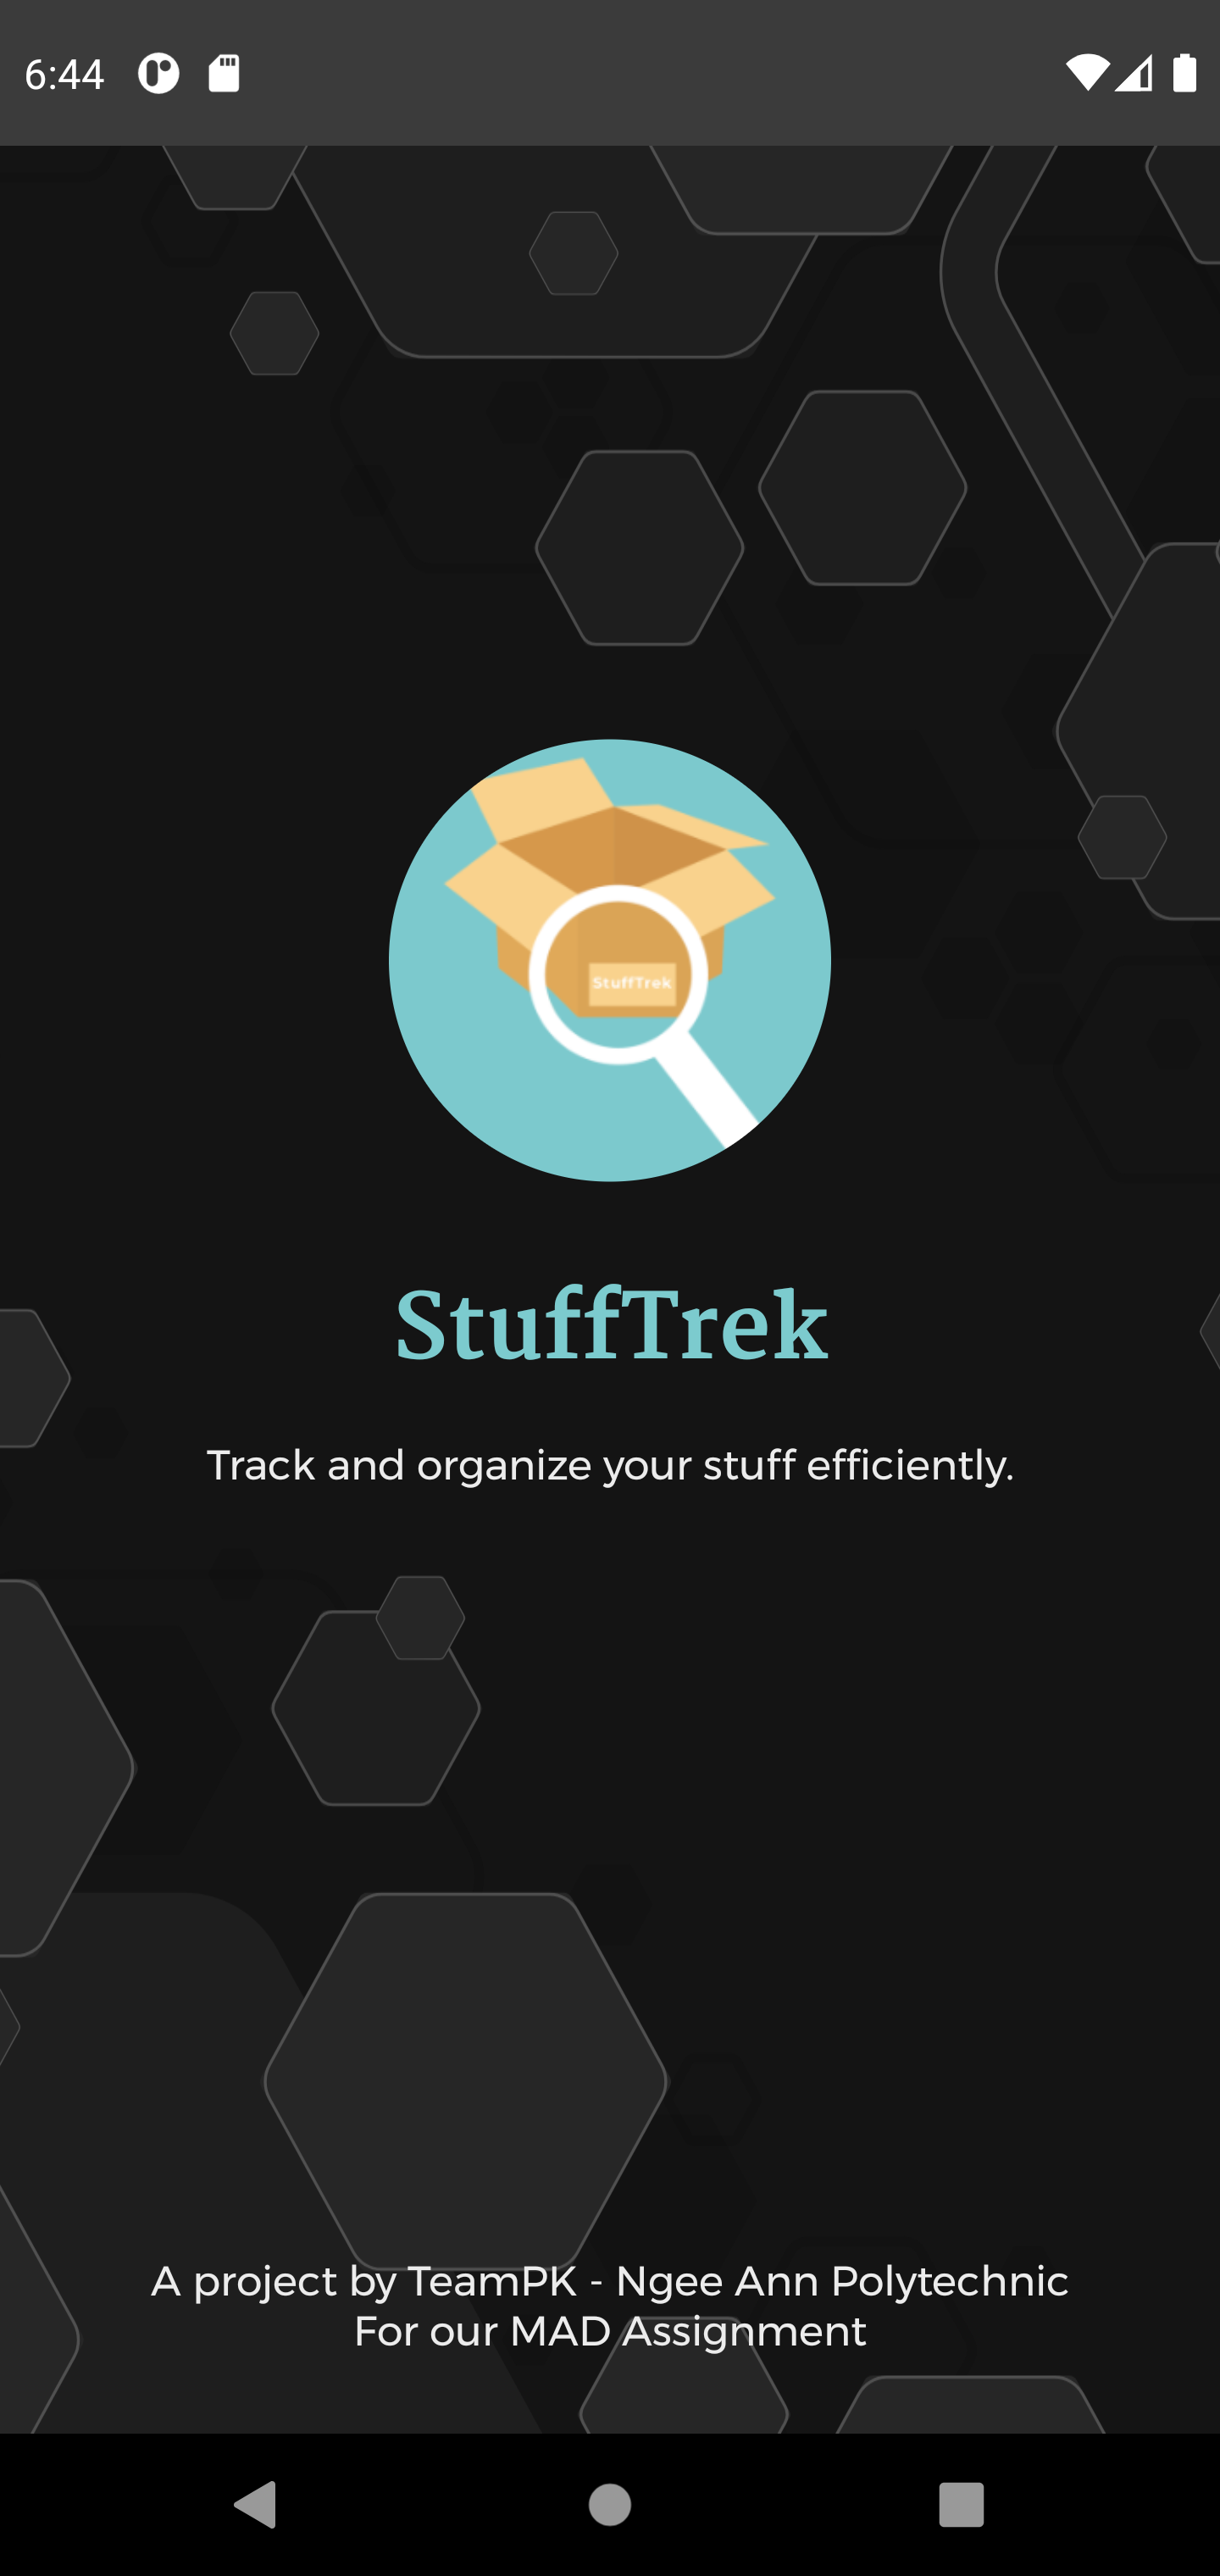 6:44
StuffTrek
StuffTrek
Track and organize your stuff efficiently.
A project by TeamPK - Ngee Ann Polytechnic
For our MAD Assignment